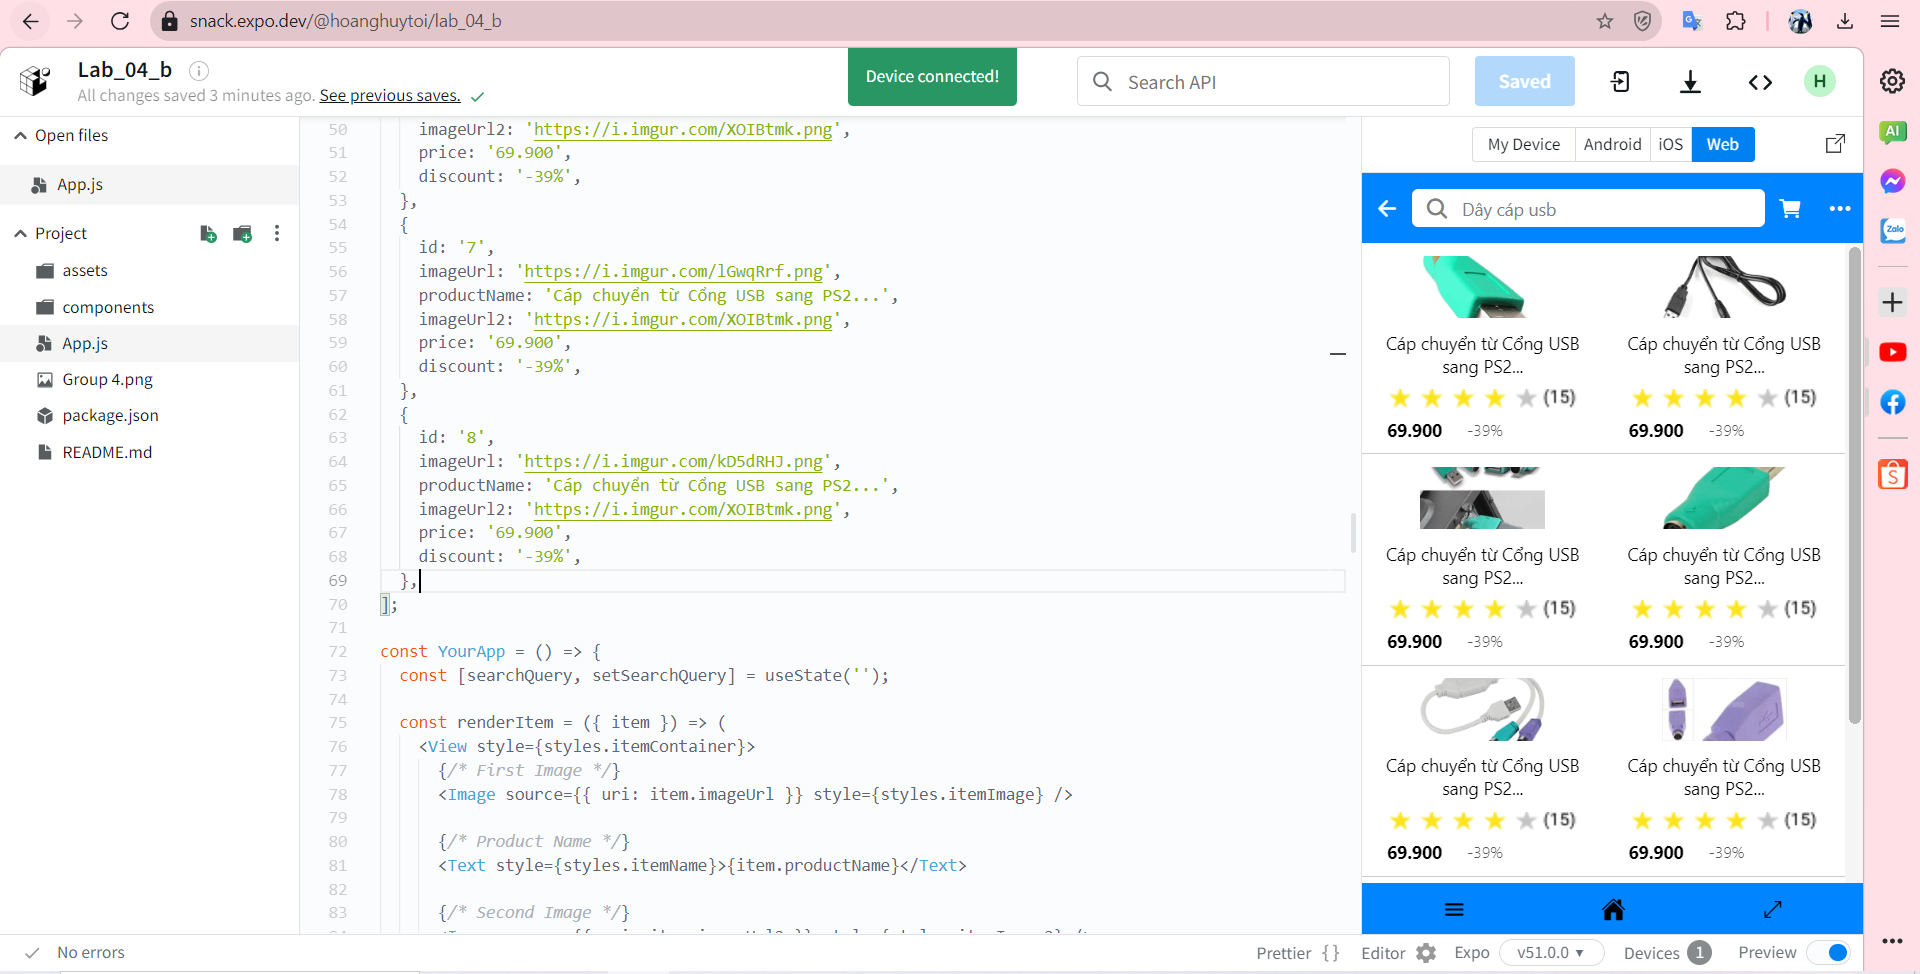 snack.expo.dev/@hoanghuytoi/lab_04_b
Lab_04_b
All changes saved 3 minutes ago. See previous saves.
Device connected!
Search API
Saved
H
Open files
App.js
Project
assets
components
App.js
Group 4.png
package.json
README.md
50 imageUrl2: 'https://i.imgur.com/XOIBtmk.png',
51 price: '69.900',
52 discount: '-39%',
53 },
54 {
55 id: '7',
56 imageUrl: 'https://i.imgur.com/lGwqRrf.png',
57 productName: 'Cáp chuyển từ Cổng USB sang PS2...',
58 imageUrl2: 'https://i.imgur.com/XOIBtmk.png',
59 price: '69.900',
60 discount: '-39%',
61 },
62 {
63 id: '8',
64 imageUrl: 'https://i.imgur.com/kD5dRHJ.png',
65 productName: 'Cáp chuyển từ Cổng USB sang PS2...',
66 imageUrl2: 'https://i.imgur.com/XOIBtmk.png',
67 price: '69.900',
68 discount: '-39%',
69 },
70 ];
71
72 const YourApp = () => {
73 const [searchQuery, setSearchQuery] = useState('');
74
75 const renderItem = ({ item }) => (
76 <View style={styles.itemContainer}>
77 {/* First Image */}
78 <Image source={{ uri: item.imageUrl }} style={styles.itemImage} />
79
80 {/* Product Name */}
81 <Text style={styles.itemName}>{item.productName}</Text>
82
83 {/* Second Image */}
My Device Android iOS Web
Dây cáp usb
Cáp chuyển từ Cổng USB
sang PS2...
(15)
69.900 -39%
Cáp chuyển từ Cổng USB
sang PS2...
(15)
69.900 -39%
Cáp chuyển từ Cổng USB
sang PS2...
(15)
69.900 -39%
Cáp chuyển từ Cổng USB
sang PS2...
(15)
69.900 -39%
Cáp chuyển từ Cổng USB
sang PS2...
(15)
69.900 -39%
Cáp chuyển từ Cổng USB
sang PS2...
(15)
69.900 -39%
AI
Zalo
No errors
Prettier {} Editor Expo v51.0.0 Devices 1 Preview